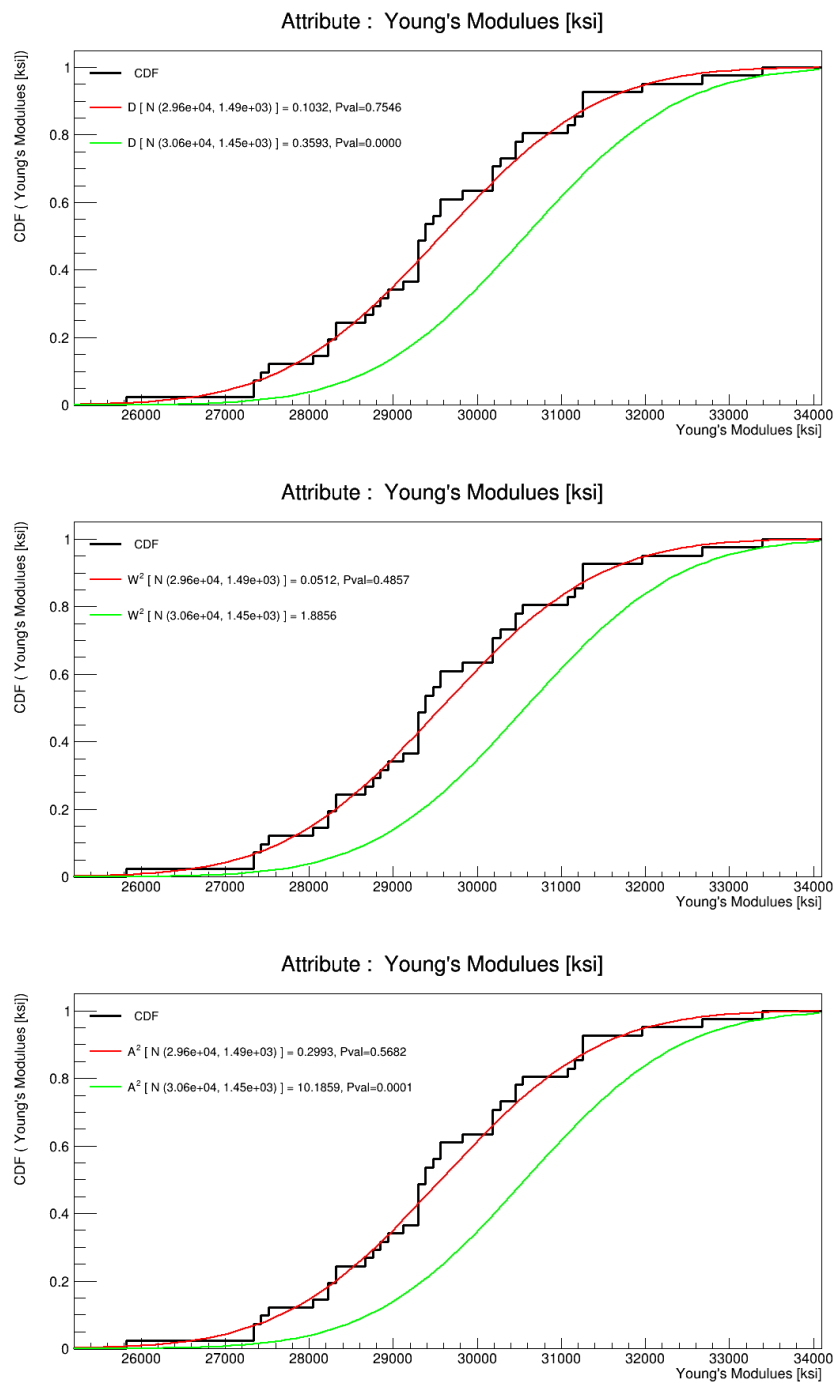 Attribute : Young's Modulues [ksi]
CDF ( Young's Modulues [ksi])
1
0.8
0.6
0.4
0.2
0
CDF
D [ N (2.96e+04, 1.49e+03) ] = 0.1032, Pval=0.7546
D [ N (3.06e+04, 1.45e+03) ] = 0.3593, Pval=0.0000
26000 27000 28000 29000 30000 31000 32000 33000 34000
Young's Modulues [ksi]
Attribute : Young's Modulues [ksi]
CDF ( Young's Modulues [ksi])
1
0.8
0.6
0.4
0.2
0
CDF
W² [ N (2.96e+04, 1.49e+03) ] = 0.0512, Pval=0.4857
W² [ N (3.06e+04, 1.45e+03) ] = 1.8856
26000 27000 28000 29000 30000 31000 32000 33000 34000
Young's Modulues [ksi]
Attribute : Young's Modulues [ksi]
CDF ( Young's Modulues [ksi])
1
0.8
0.6
0.4
0.2
0
CDF
A² [ N (2.96e+04, 1.49e+03) ] = 0.2993, Pval=0.5682
A² [ N (3.06e+04, 1.45e+03) ] = 10.1859, Pval=0.0001
26000 27000 28000 29000 30000 31000 32000 33000 34000
Young's Modulues [ksi]